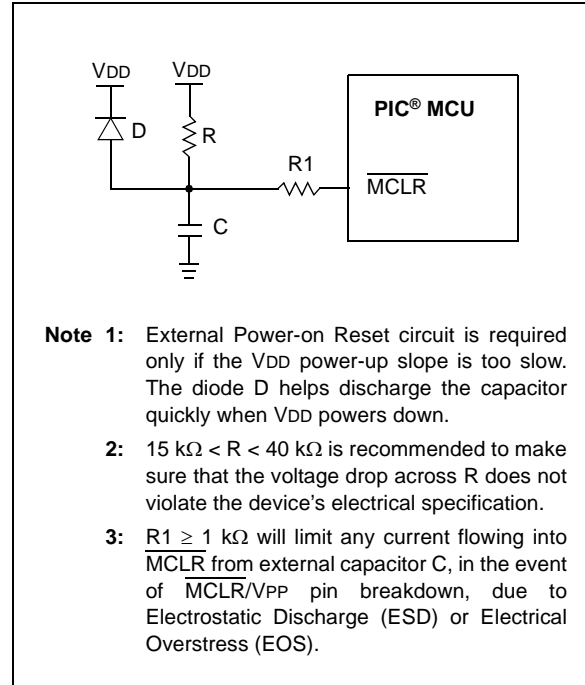 VDD VDD
D
R
R1
C
PIC® MCU
MCLR
Note 1: External Power-on Reset circuit is required
only if the VDD power-up slope is too slow.
The diode D helps discharge the capacitor
quickly when VDD powers down.
2: 15 kΩ < R < 40 kΩ is recommended to make
sure that the voltage drop across R does not
violate the device's electrical specification.
3: R1 ≥ 1 kΩ will limit any current flowing into
MCLR from external capacitor C, in the event
of MCLR/VPP pin breakdown, due to
Electrostatic Discharge (ESD) or Electrical
Overstress (EOS).